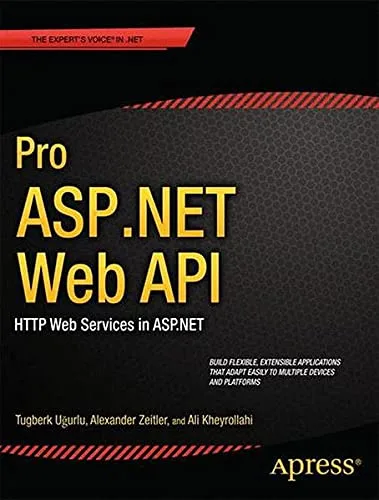 THE EXPERT'S VOICE® IN .NET
Pro
ASP.NET
Web API
HTTP Web Services in ASP.NET
BUILD FLEXIBLE, EXTENSIBLE APPLICATIONS
THAT ADAPT EASILY TO MULTIPLE DEVICES
AND PLATFORMS
Tugberk Uğurlu, Alexander Zeitler, and Ali Kheyrollahi
Apress®